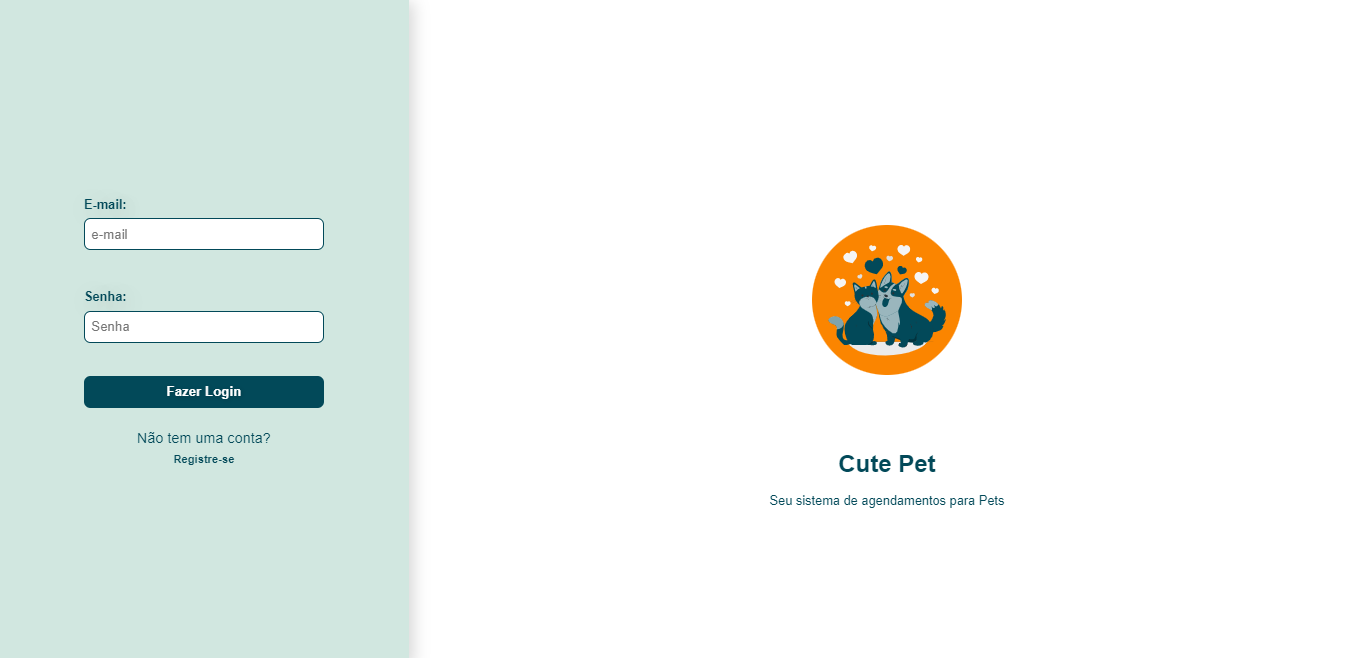 E-mail:
e-mail
Senha:
Senha
Fazer Login
Não tem uma conta?
Registre-se
Cute Pet
Seu sistema de agendamentos para Pets